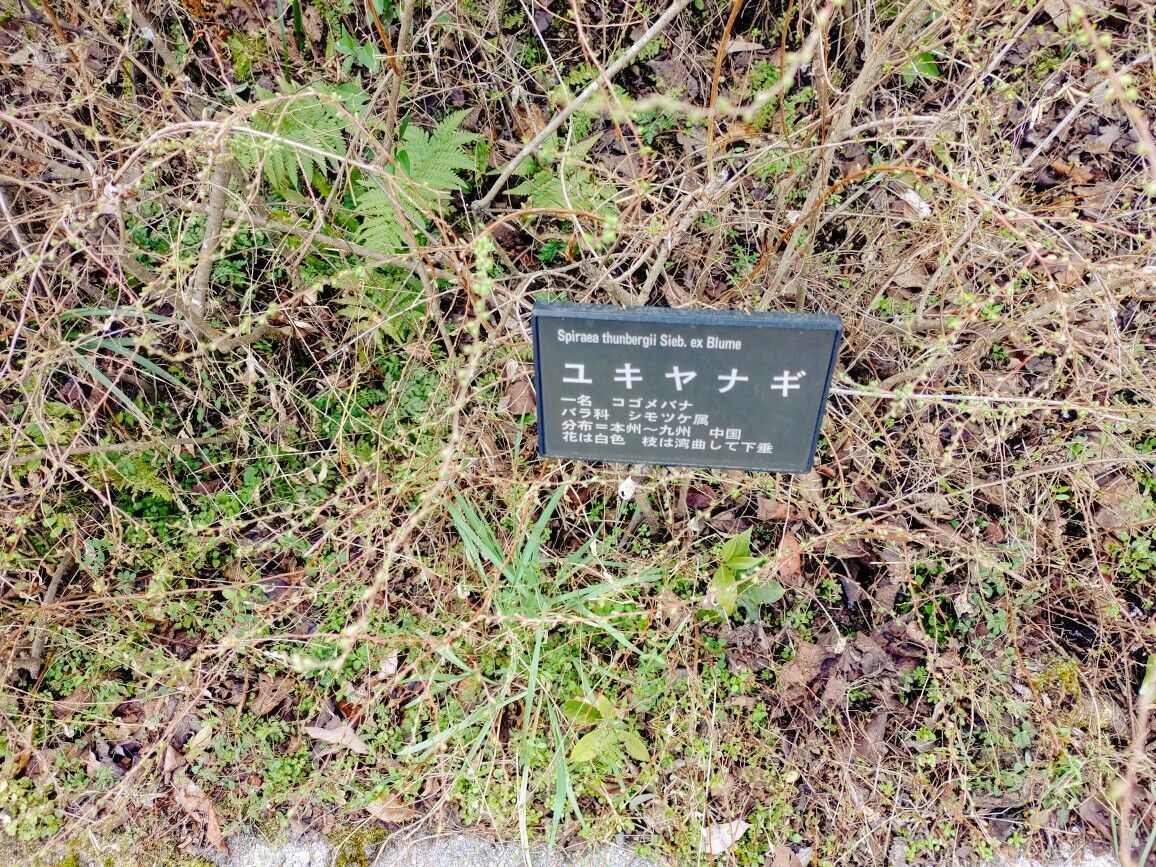 Spiraea thunbergii Sieb. ex Blume
ユキヤナギ
一名　コゴメバナ
バラ科　シモツケ属
分布＝本州～九州　中国
花は白色　枝は湾曲して下垂